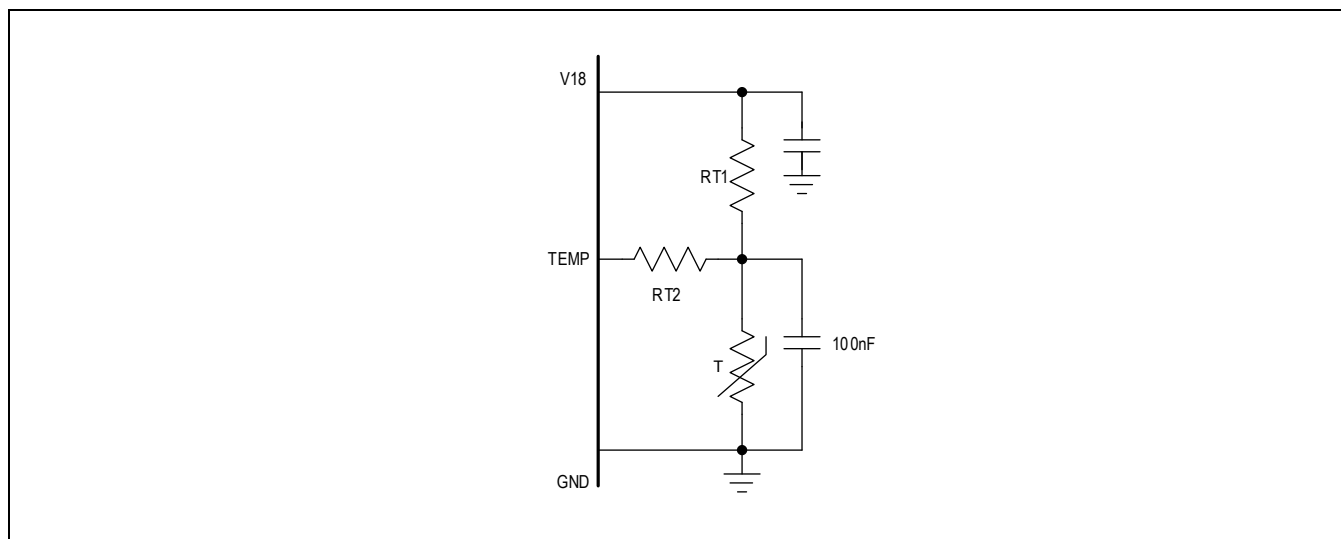 V18
RT1
TEMP
RT2
T
100nF
GND